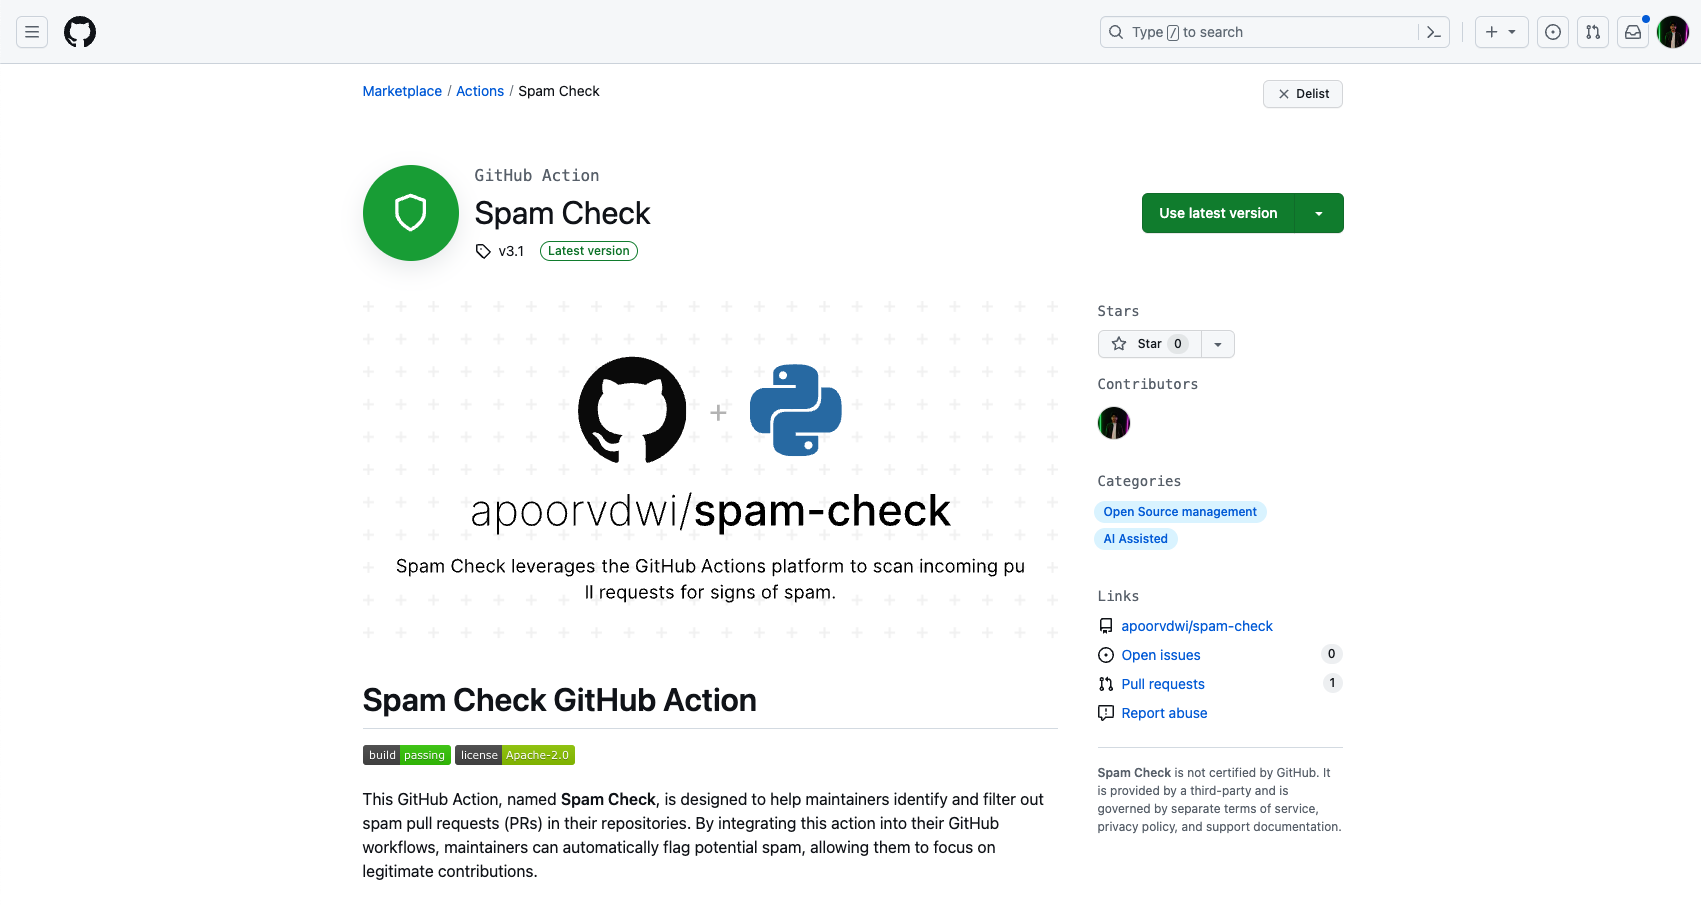 Type / to search
Marketplace / Actions / Spam Check
Delist
GitHub Action
Spam Check
v3.1 Latest version
Use latest version
apoorvdwi/spam-check
Spam Check leverages the GitHub Actions platform to scan incoming pu
ll requests for signs of spam.
Stars
Star 0
Contributors
Categories
Open Source management
AI Assisted
Links
apoorvdwi/spam-check
Open issues 0
Pull requests 1
Report abuse
Spam Check is not certified by GitHub. It
is provided by a third-party and is
governed by separate terms of service,
privacy policy, and support documentation.
Spam Check GitHub Action
build passing license Apache-2.0
This GitHub Action, named Spam Check, is designed to help maintainers identify and filter out
spam pull requests (PRs) in their repositories. By integrating this action into their GitHub
workflows, maintainers can automatically flag potential spam, allowing them to focus on
legitimate contributions.